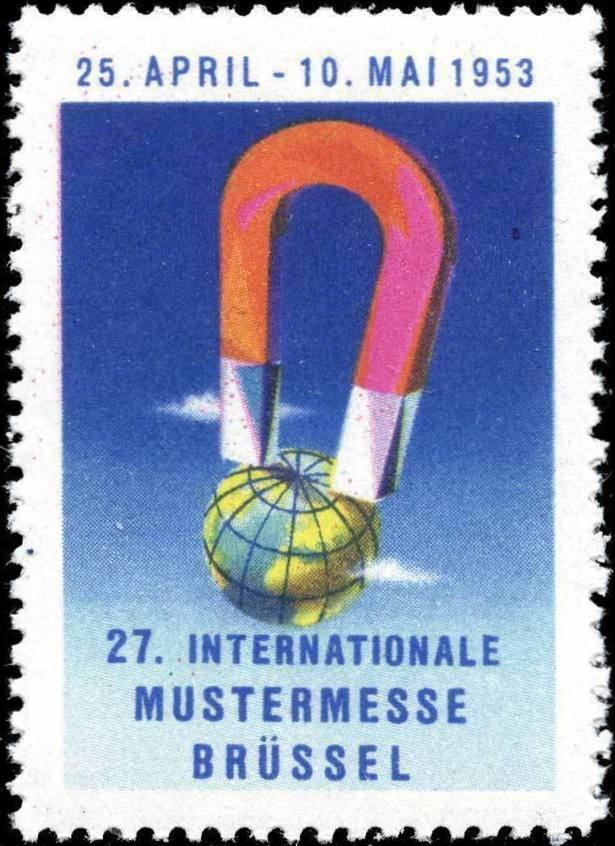 25. APRIL - 10. MAI 1953
27. INTERNATIONALE
MUSTERMESSE
BRÜSSEL